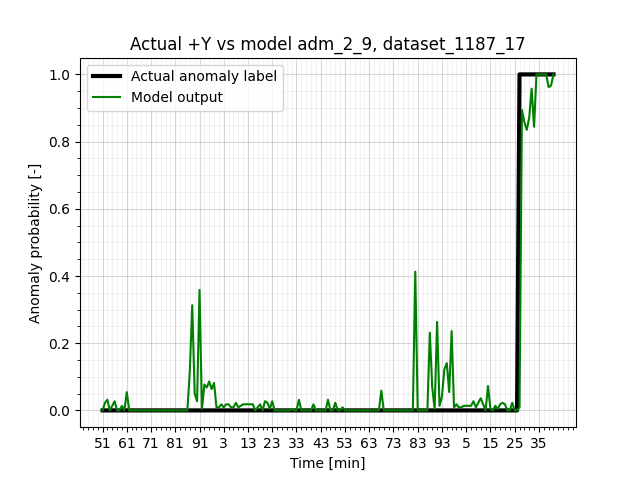 Actual +Y vs model adm_2_9, dataset_1187_17
Actual anomaly label
Model output
Anomaly probability [-]
1.0
0.8
0.6
0.4
0.2
0.0
51 61 71 81 91 3 13 23 33 43 53 63 73 83 93 5 15 25 35
Time [min]